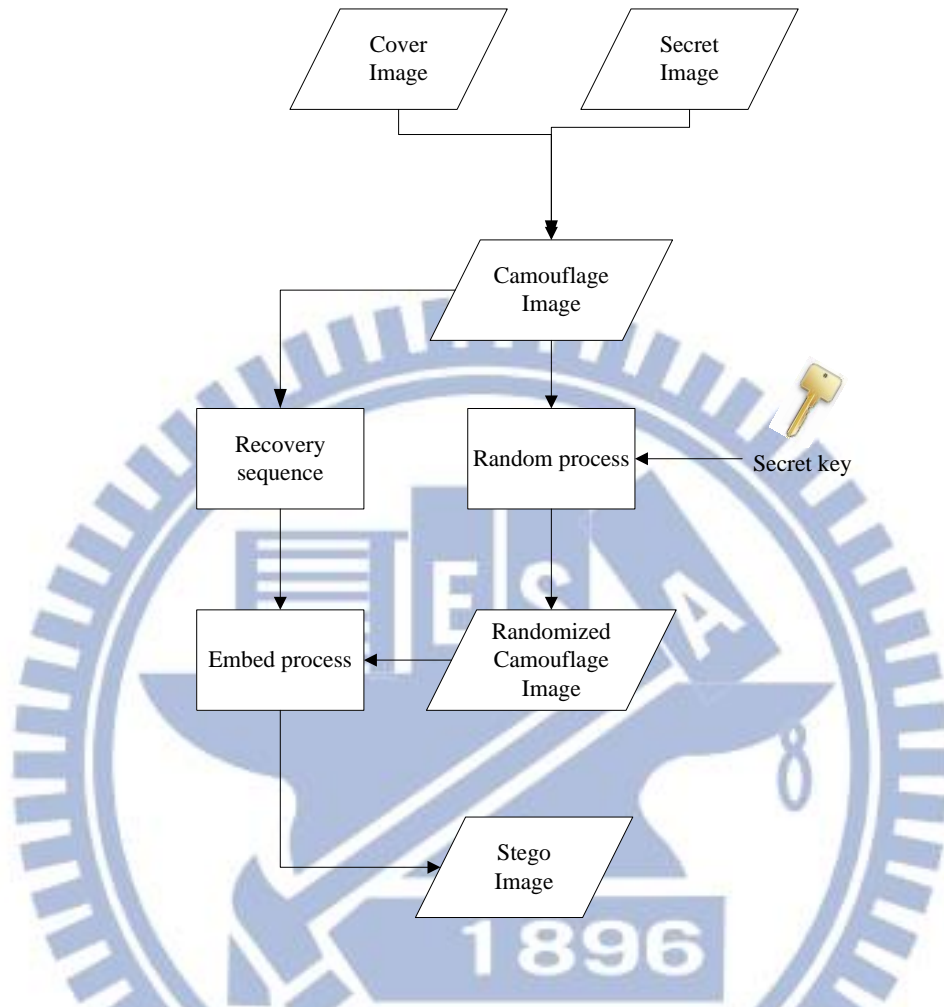 Cover
Image
Secret
Image
Camouflage
Image
Recovery
sequence
Random process
Secret key
Embed process
Randomized
Camouflage
Image
Stego
Image
E S A
1896